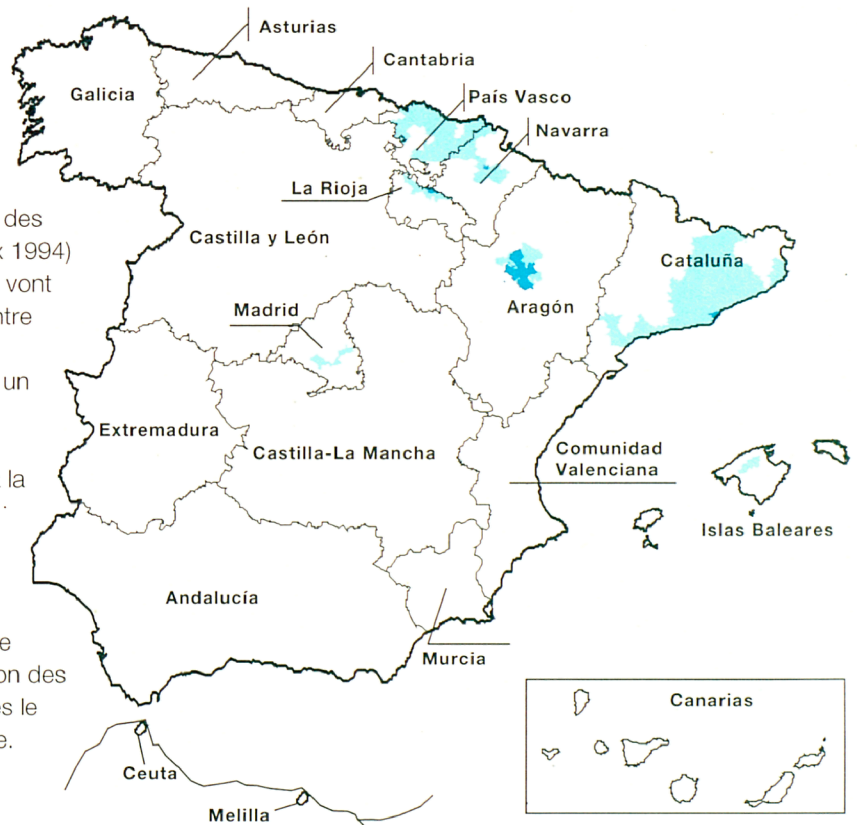 Asturias
Cantabria
Galicia
País Vasco
Navarra
La Rioja
des
x 1994)
Castilla y León
Cataluña
vont
ntre
Madrid
Aragón
un
Extremadura
Castilla-La Mancha
Comunidad
Valenciana
la
Islas Baleares
Andalucía
e
on des
Murcia
es le
e.
Canarias
Ceuta
Melilla